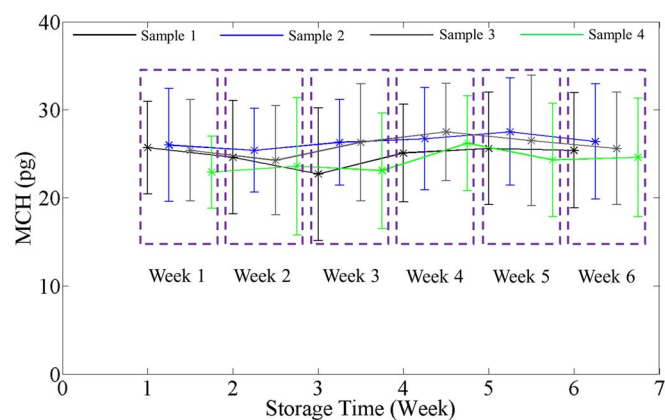 Sample 1 Sample 2 Sample 3 Sample 4
40
30
20
10
0
MCH (pg)
Week 1 Week 2 Week 3 Week 4 Week 5 Week 6
0 1 2 3 4 5 6 7
Storage Time (Week)